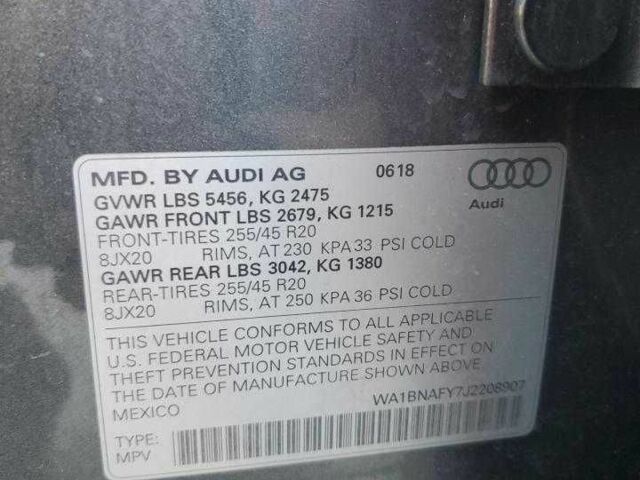 MFD. BY AUDI AG 0618
Audi
GVWR LBS 5456, KG 2475
GAWR FRONT LBS 2679, KG 1215
FRONT-TIRES 255/45 R20
8JX20 RIMS, AT 230 KPA 33 PSI COLD
GAWR REAR LBS 3042, KG 1380
REAR-TIRES 255/45 R20
8JX20 RIMS, AT 250 KPA 36 PSI COLD
THIS VEHICLE CONFORMS TO ALL APPLICABLE
U.S. FEDERAL MOTOR VEHICLE SAFETY AND
THEFT PREVENTION STANDARDS IN EFFECT ON
THE DATE OF MANUFACTURE SHOWN ABOVE.
MEXICO
WA1BNAFY7J2208907
TYPE:
MPV